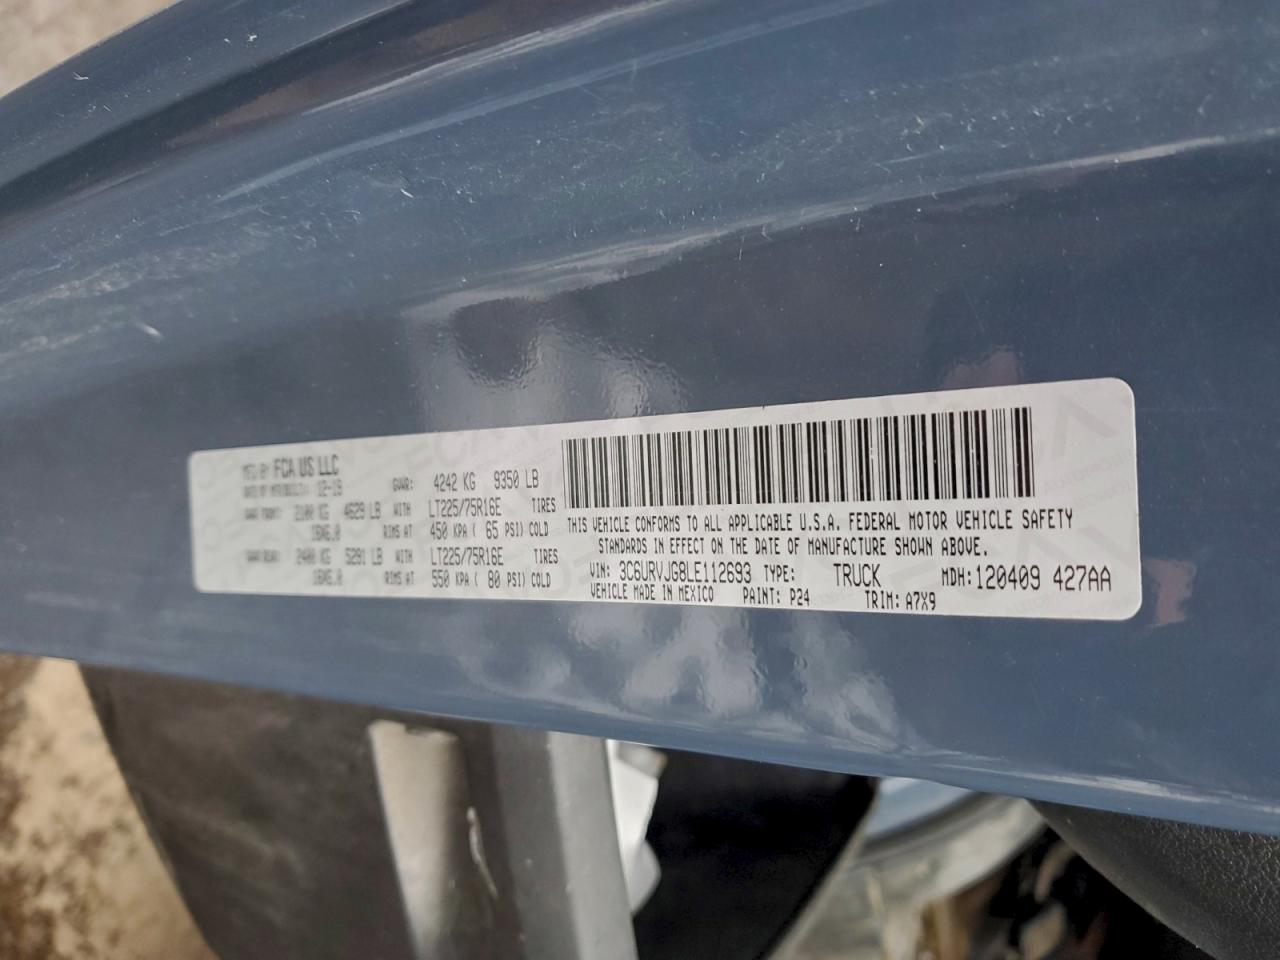 MFD BY FCA US LLC
DATE OF MFR(BUILT): 12-19 GVWR: 4242 KG 9350 LB
GAWR FRONT: 2100 KG 4629 LB WITH LT225/75R16E TIRES
16X6.0 RIMS AT 450 KPA ( 65 PSI) COLD
GAWR REAR: 2400 KG 5291 LB WITH LT225/75R16E TIRES
16X6.0 RIMS AT 550 KPA ( 80 PSI) COLD
THIS VEHICLE CONFORMS TO ALL APPLICABLE U.S.A. FEDERAL MOTOR VEHICLE SAFETY
STANDARDS IN EFFECT ON THE DATE OF MANUFACTURE SHOWN ABOVE.
VIN: 3C6URVJG8LE112693 TYPE: TRUCK MDH: 120409 427AA
VEHICLE MADE IN MEXICO PAINT: P24 TRIM: A7X9